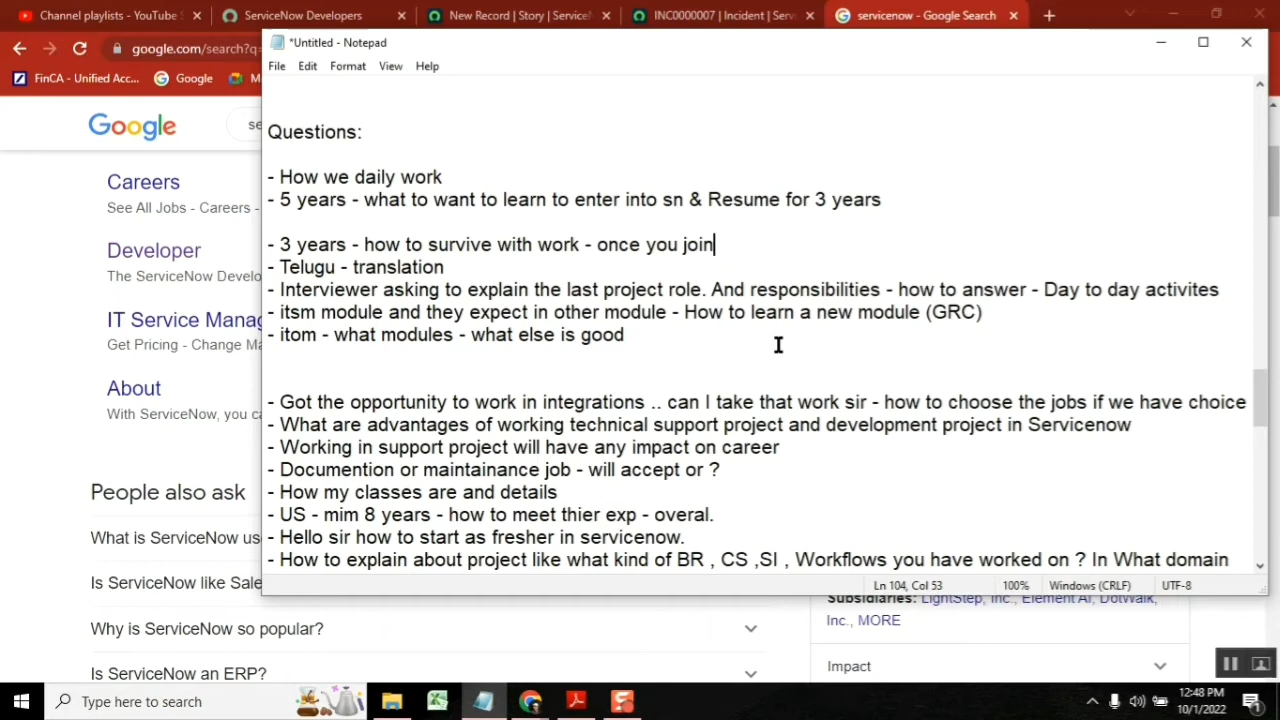 Channel playlists - YouTube
ServiceNow Developers
New Record | Story | Service
INC0000007 | Incident | Serv
servicenow - Google Search
google.com/search?q=
FinCA - Unified Acc...
Google
*Untitled - Notepad
File Edit Format View Help
Google
se
Careers
See All Jobs - Careers -
Developer
The ServiceNow Develo
IT Service Manag
Get Pricing - Change Ma
About
With ServiceNow, you ca
People also ask
What is ServiceNow us
Is ServiceNow like Sale
Why is ServiceNow so popular?
Is ServiceNow an ERP?
Questions:
- How we daily work
- 5 years - what to want to learn to enter into sn & Resume for 3 years
- 3 years - how to survive with work - once you join
- Telugu - translation
- Interviewer asking to explain the last project role. And responsibilities - how to answer - Day to day activites
- itsm module and they expect in other module - How to learn a new module (GRC)
- itom - what modules - what else is good
- Got the opportunity to work in integrations .. can I take that work sir - how to choose the jobs if we have choice
- What are advantages of working technical support project and development project in Servicenow
- Working in support project will have any impact on career
- Documention or maintainance job - will accept or ?
- How my classes are and details
- US - mim 8 years - how to meet thier exp - overal.
- Hello sir how to start as fresher in servicenow.
- How to explain about project like what kind of BR , CS ,SI , Workflows you have worked on ? In What domain
Ln 104, Col 53 100% Windows (CRLF) UTF-8
Subsidiaries: LightStep, Inc., Element AI, DotWalk,
Inc., MORE
Impact
Type here to search
12:48 PM
10/1/2022